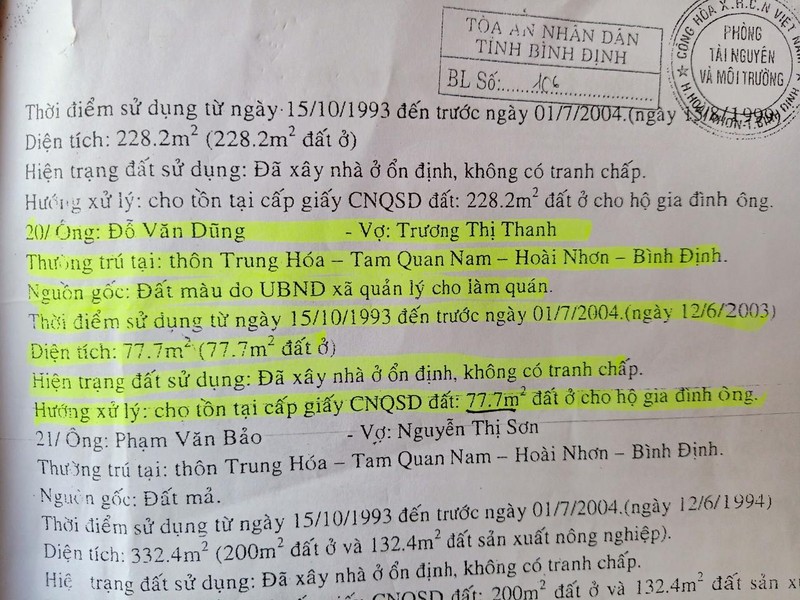 TÒA ÁN NHÂN DÂN
TỈNH BÌNH ĐỊNH
BL Số:......106......
CỘNG HÒA X.H.C.N VIỆT NAM
PHÒNG
TÀI NGUYÊN
VÀ MÔI TRƯỜNG
Thời điểm sử dụng từ ngày 15/10/1993 đến trước ngày 01/7/2004.(ngày
Diện tích: 228.2m² (228.2m² đất ở)
Hiện trạng đất sử dụng: Đã xây nhà ở ổn định, không có tranh chấp.
Hướng xử lý: cho tồn tại cấp giấy CNQSD đất: 228.2m² đất ở cho hộ gia đình ông.
20/ Ông: Đỗ Văn Dũng - Vợ: Trương Thị Thanh
Thường trú tại: thôn Trung Hóa – Tam Quan Nam – Hoài Nhơn – Bình Định.
Nguồn gốc: Đất màu do UBND xã quản lý cho làm quán.
Thời điểm sử dụng từ ngày 15/10/1993 đến trước ngày 01/7/2004.(ngày 12/6/2003)
Diện tích: 77.7m² (77.7m² đất ở)
Hiện trạng đất sử dụng: Đã xây nhà ở ổn định, không có tranh chấp.
Hướng xử lý: cho tồn tại cấp giấy CNQSD đất: 77.7m² đất ở cho hộ gia đình ông.
21/ Ông: Phạm Văn Bảo - Vợ: Nguyễn Thị Sơn
Thường trú tại: thôn Trung Hóa – Tam Quan Nam – Hoài Nhơn – Bình Định.
Nguồn gốc: Đất mả.
Thời điểm sử dụng từ ngày 15/10/1993 đến trước ngày 01/7/2004.(ngày 12/6/1994)
Diện tích: 332.4m² (200m² đất ở và 132.4m² đất sản xuất nông nghiệp).
Hiệ trạng đất sử dụng: Đã xây nhà ở ổn định, không có tranh chấp.
CNQSD đất: 200m² đất ở và 132.4m² đất sản